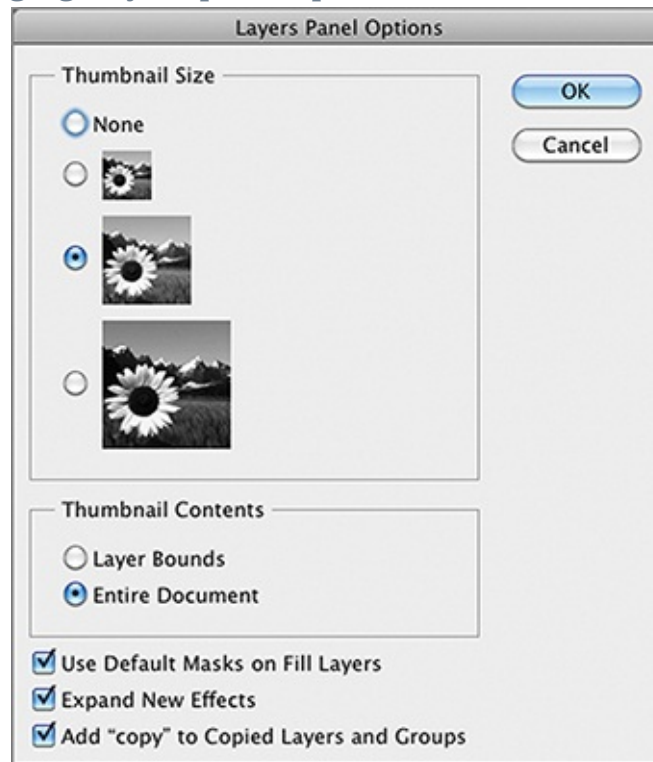 Layers Panel Options
Thumbnail Size
OK
None
Cancel
Thumbnail Contents
Layer Bounds
Entire Document
Use Default Masks on Fill Layers
Expand New Effects
Add “copy” to Copied Layers and Groups